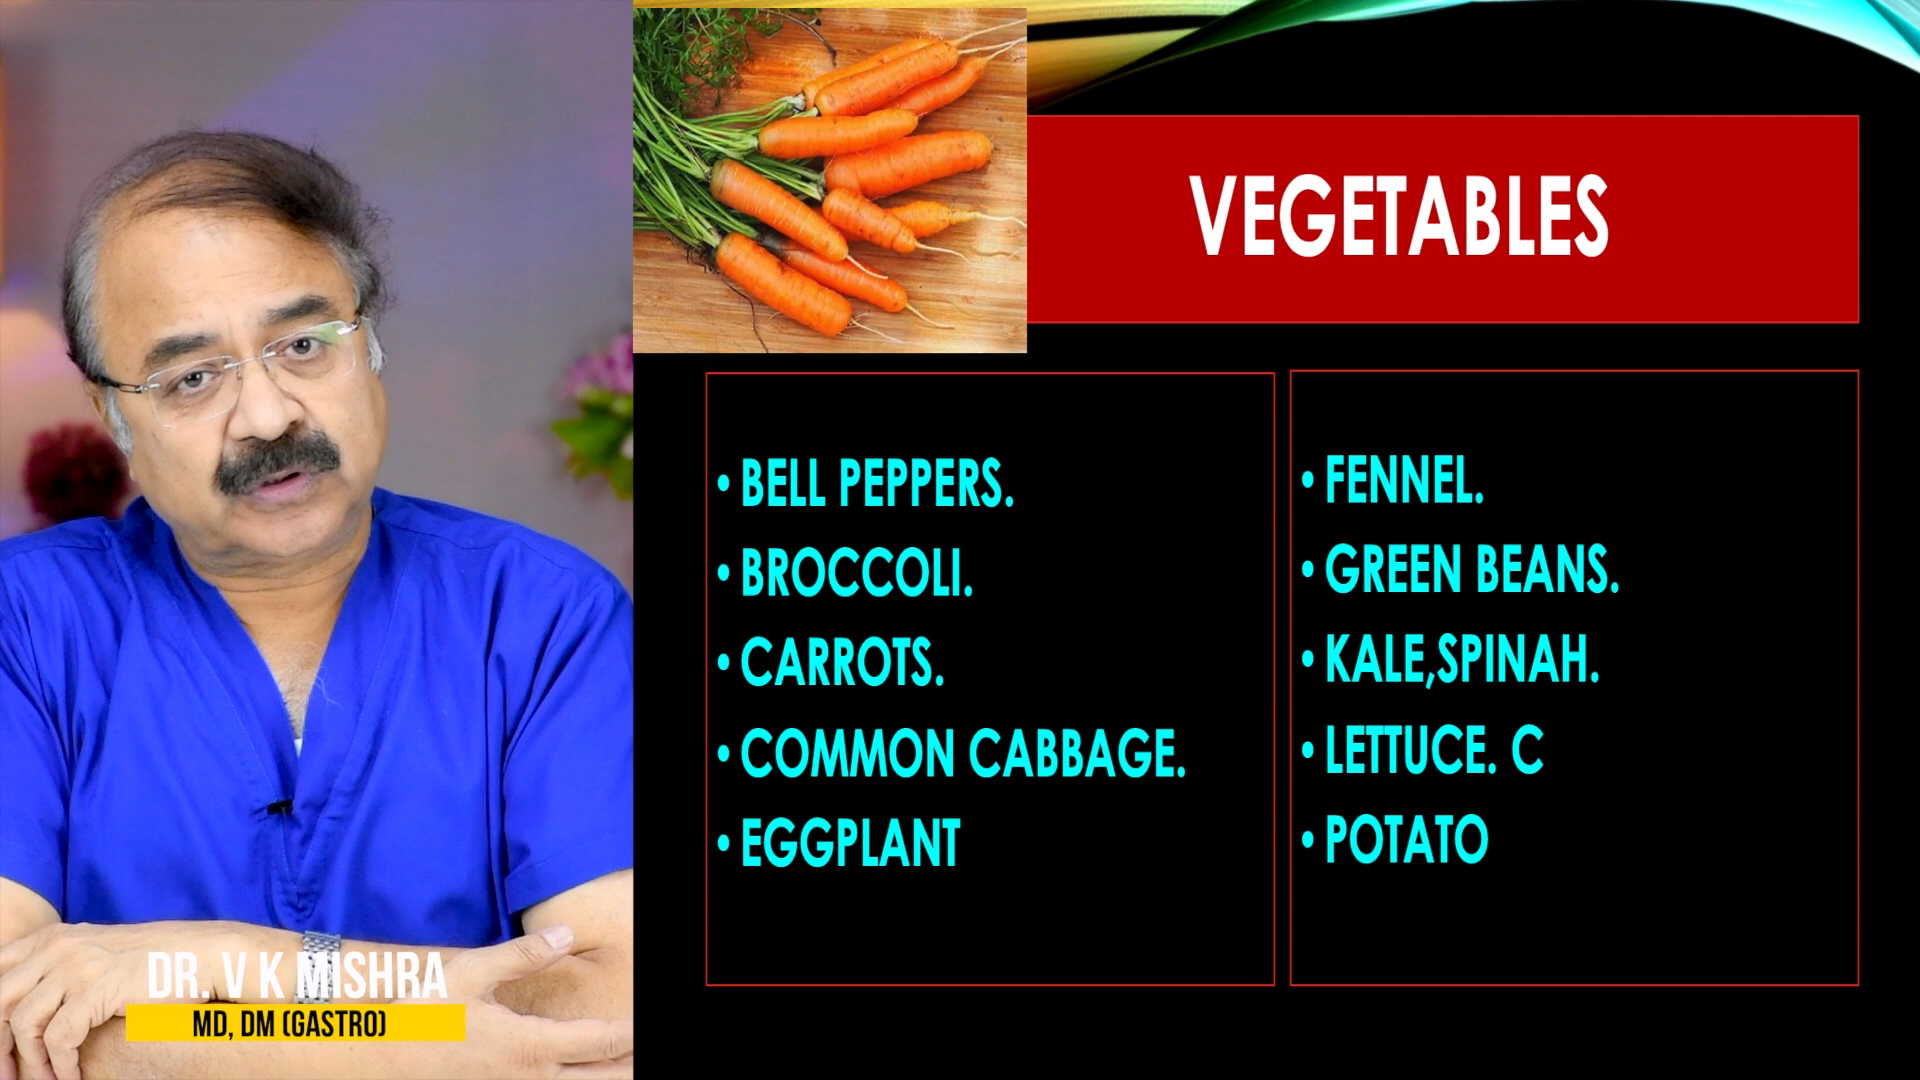 VEGETABLES
• BELL PEPPERS.
• BROCCOLI.
• CARROTS.
• COMMON CABBAGE.
• EGGPLANT
• FENNEL.
• GREEN BEANS.
• KALE,SPINAH.
• LETTUCE. C
• POTATO
DR. V K MISHRA
MD, DM (GASTRO)